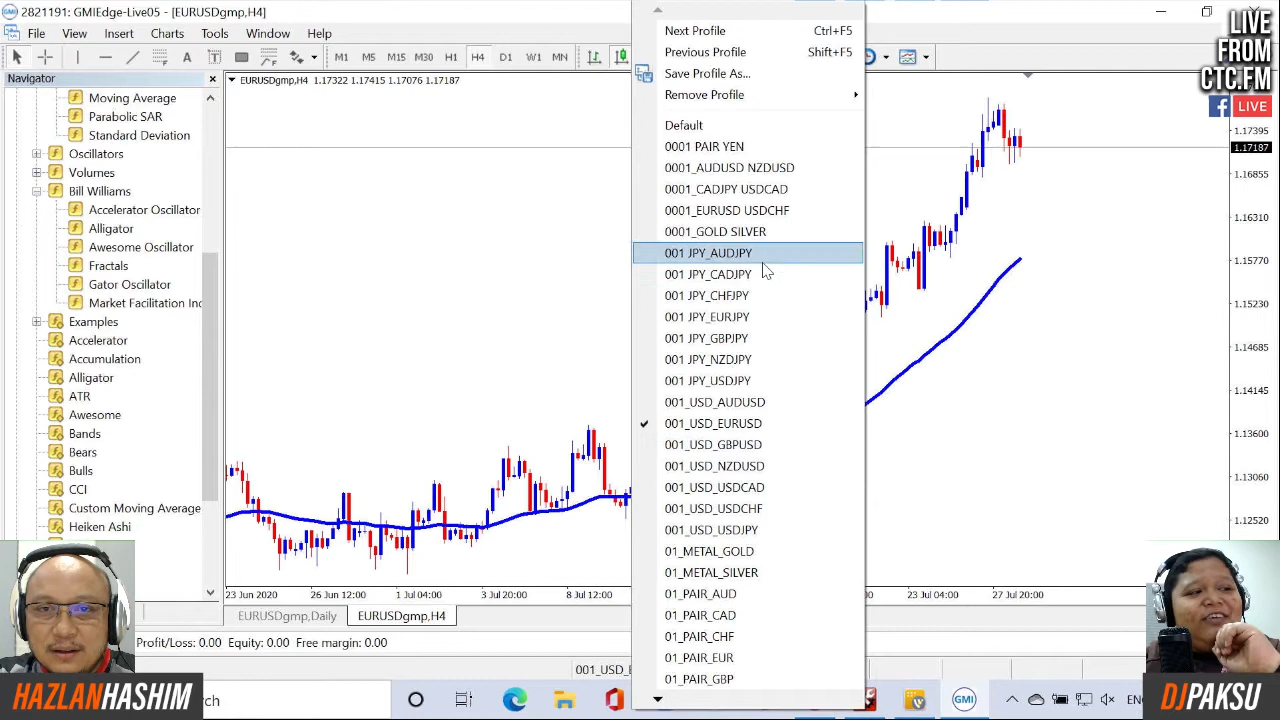 2821191: GMIEdge-Live05 - [EURUSDgmp,H4]
File View Insert Charts Tools Window Help
M1 M5 M15 M30 H1 H4 D1 W1 MN
Navigator
Moving Average
Parabolic SAR
Standard Deviation
Oscillators
Volumes
Bill Williams
Accelerator Oscillator
Alligator
Awesome Oscillator
Fractals
Gator Oscillator
Market Facilitation Inc
Examples
Accelerator
Accumulation
Alligator
ATR
Awesome
Bands
Bears
Bulls
CCI
Custom Moving Average
Heiken Ashi
EURUSDgmp,H4 1.17322 1.17415 1.17076 1.17187
Next Profile Ctrl+F5
Previous Profile Shift+F5
Save Profile As...
Remove Profile
Default
0001 PAIR YEN
0001_AUDUSD NZDUSD
0001_CADJPY USDCAD
0001_EURUSD USDCHF
0001_GOLD SILVER
001 JPY_AUDJPY
001 JPY_CADJPY
001 JPY_CHFJPY
001 JPY_EURJPY
001 JPY_GBPJPY
001 JPY_NZDJPY
001 JPY_USDJPY
001_USD_AUDUSD
001_USD_EURUSD
001_USD_GBPUSD
001_USD_NZDUSD
001_USD_USDCAD
001_USD_USDCHF
001_USD_USDJPY
01_METAL_GOLD
01_METAL_SILVER
01_PAIR_AUD
01_PAIR_CAD
01_PAIR_CHF
01_PAIR_EUR
01_PAIR_GBP
LIVE
FROM
CTC.FM
LIVE
1.17395
1.17187
1.16855
1.16310
1.15770
1.15230
1.14685
1.14145
1.13600
1.13060
1.12520
23 Jun 2020 26 Jun 12:00 1 Jul 04:00 3 Jul 20:00 8 Jul 12:00 23 Jul 04:00 27 Jul 20:00
EURUSDgmp,Daily EURUSDgmp,H4
Profit/Loss: 0.00 Equity: 0.00 Free margin: 0.00
001_USD_E
HAZLANHASHIM
rch
GMI
DJPAKSU